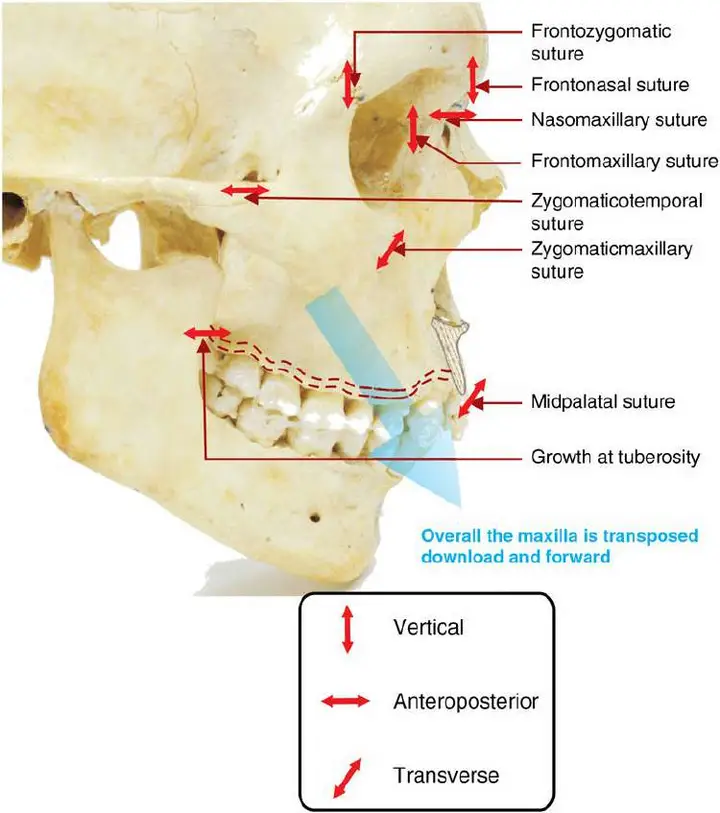 Frontozygomatic
suture
Frontonasal suture
Nasomaxillary suture
Frontomaxillary suture
Zygomaticotemporal
suture
Zygomaticmaxillary
suture
Midpalatal suture
Growth at tuberosity
Overall the maxilla is transposed
download and forward
Vertical
Anteroposterior
Transverse